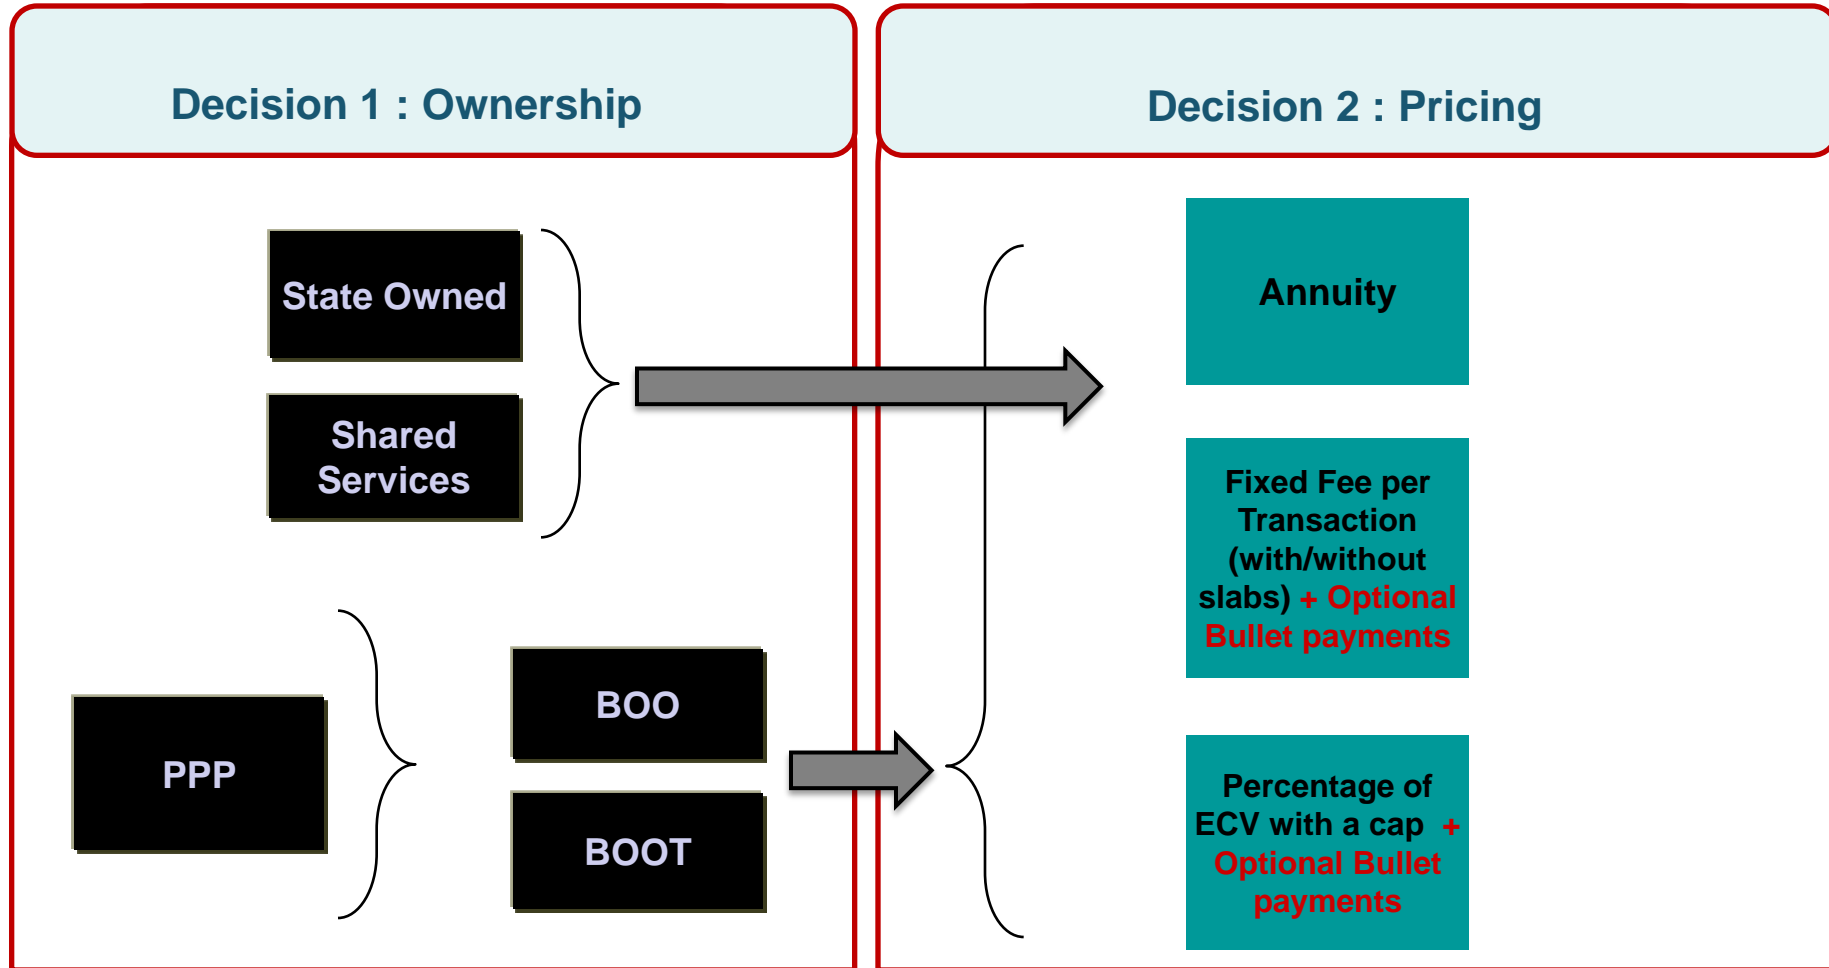 Decision 1 : Ownership
Decision 2 : Pricing
State Owned
Shared
Services
PPP
BOO
BOOT
Annuity
Fixed Fee per
Transaction
(with/without
slabs) + Optional
Bullet payments
Percentage of
ECV with a cap +
Optional Bullet
payments